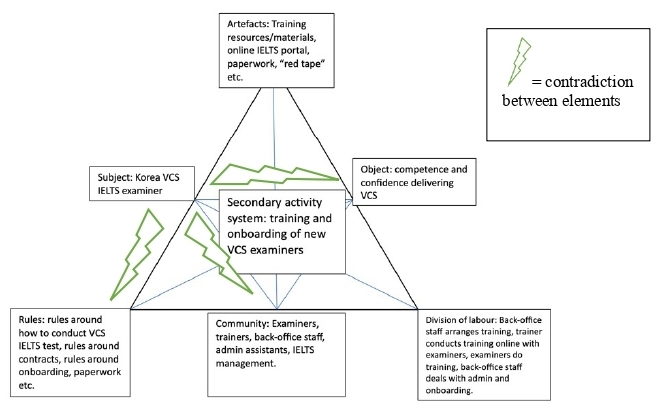 Artefacts: Training
resources/materials,
online IELTS portal,
paperwork, “red tape”
etc.
= contradiction
between elements
Subject: Korea VCS
IELTS examiner
Object: competence and
confidence delivering
VCS
Secondary activity
system: training and
onboarding of new
VCS examiners
Rules: rules around
how to conduct VCS
IELTS test, rules around
contracts, rules around
onboarding, paperwork
etc.
Community: Examiners,
trainers, back-office staff,
admin assistants, IELTS
management.
Division of labour: Back-office
staff arranges training, trainer
conducts training online with
examiners, examiners do
training, back-office staff
deals with admin and
onboarding.